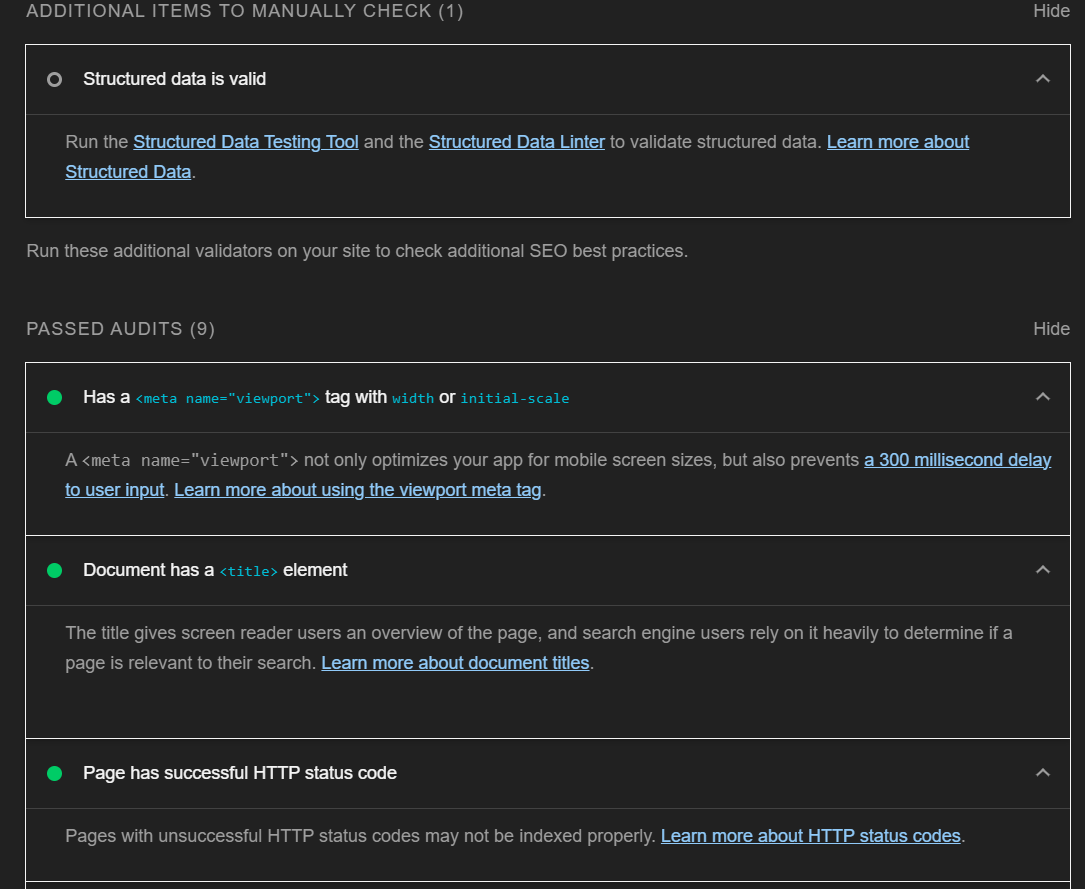 ADDITIONAL ITEMS TO MANUALLY CHECK (1) Hide
Structured data is valid
Run the Structured Data Testing Tool and the Structured Data Linter to validate structured data. Learn more about
Structured Data.
Run these additional validators on your site to check additional SEO best practices.
PASSED AUDITS (9) Hide
Has a <meta name="viewport"> tag with width or initial-scale
A <meta name="viewport"> not only optimizes your app for mobile screen sizes, but also prevents a 300 millisecond delay
to user input. Learn more about using the viewport meta tag.
Document has a <title> element
The title gives screen reader users an overview of the page, and search engine users rely on it heavily to determine if a
page is relevant to their search. Learn more about document titles.
Page has successful HTTP status code
Pages with unsuccessful HTTP status codes may not be indexed properly. Learn more about HTTP status codes.